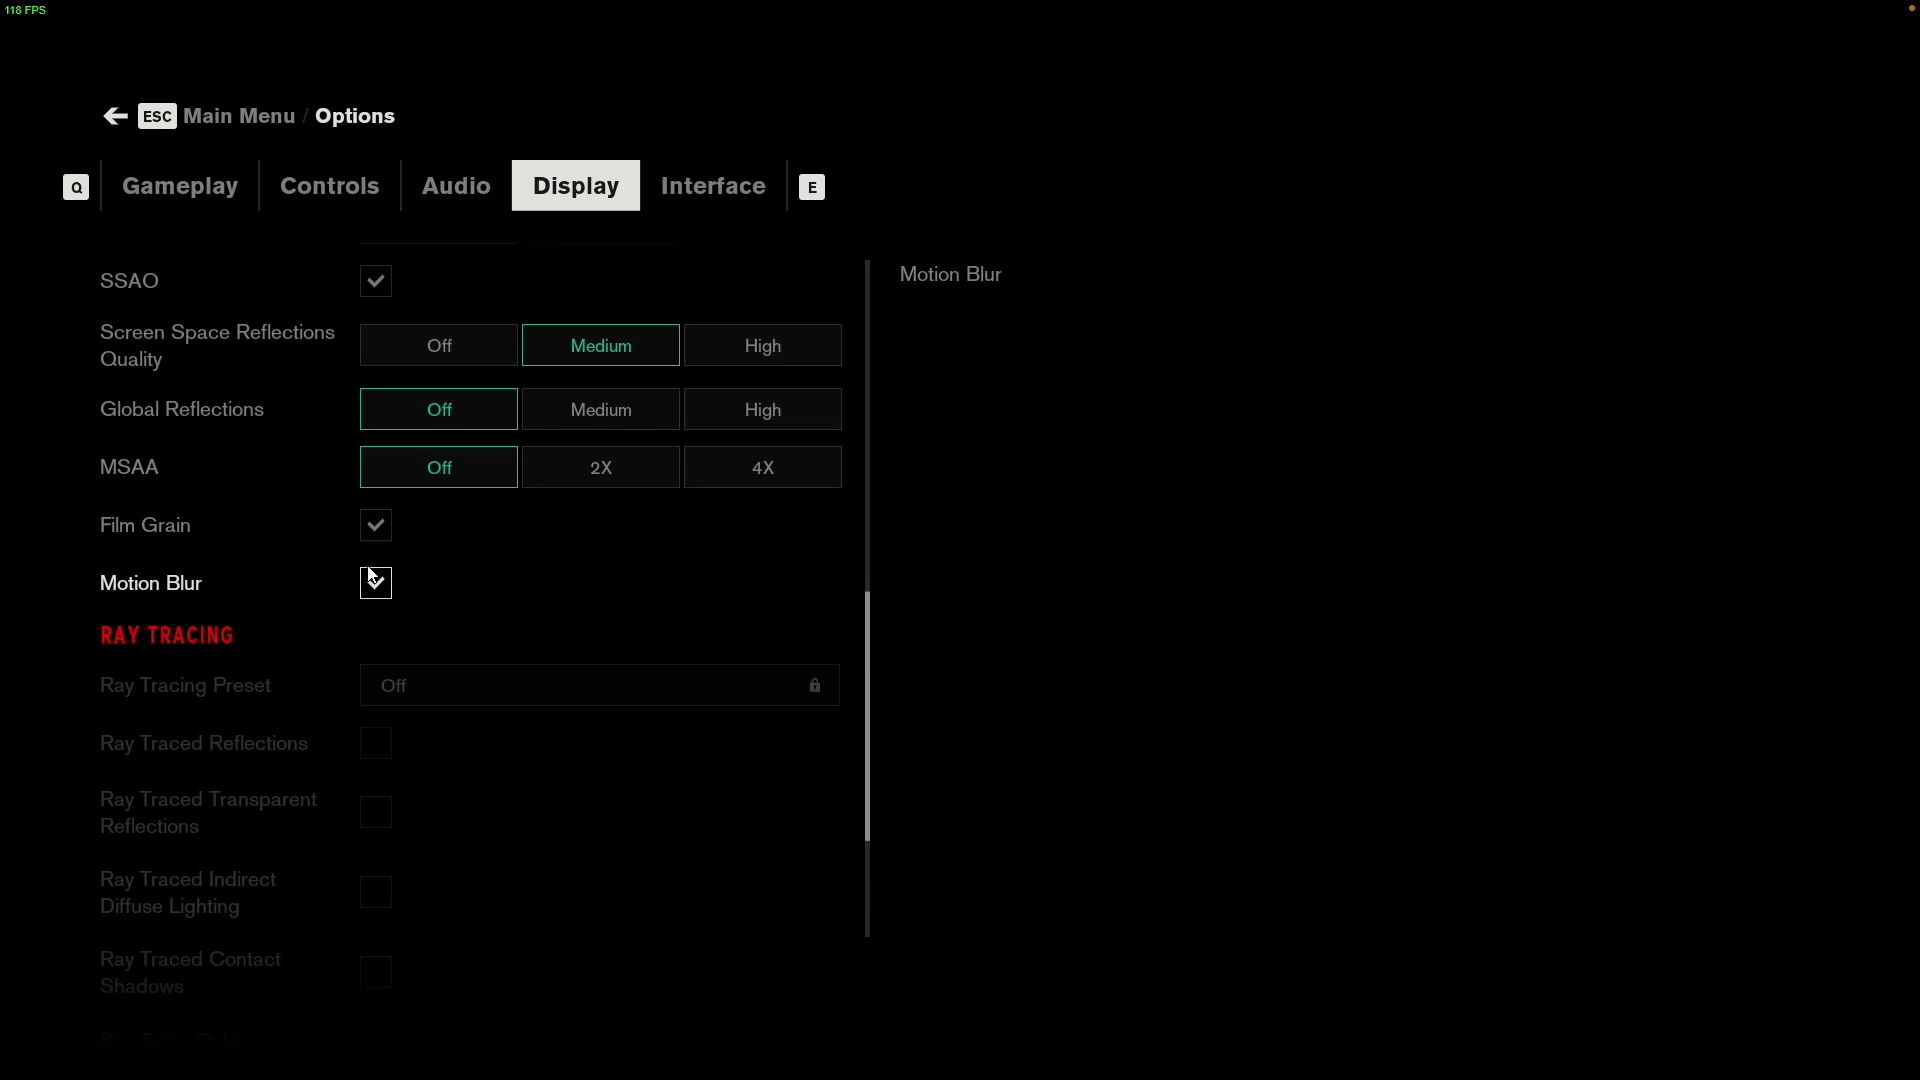 118 FPS
ESC Main Menu / Options
Q Gameplay Controls Audio Display Interface E
SSAO
Motion Blur
Screen Space Reflections
Quality
Off Medium High
Global Reflections Off Medium High
MSAA Off 2X 4X
Film Grain
Motion Blur
RAY TRACING
Ray Tracing Preset Off
Ray Traced Reflections
Ray Traced Transparent
Reflections
Ray Traced Indirect
Diffuse Lighting
Ray Traced Contact
Shadows